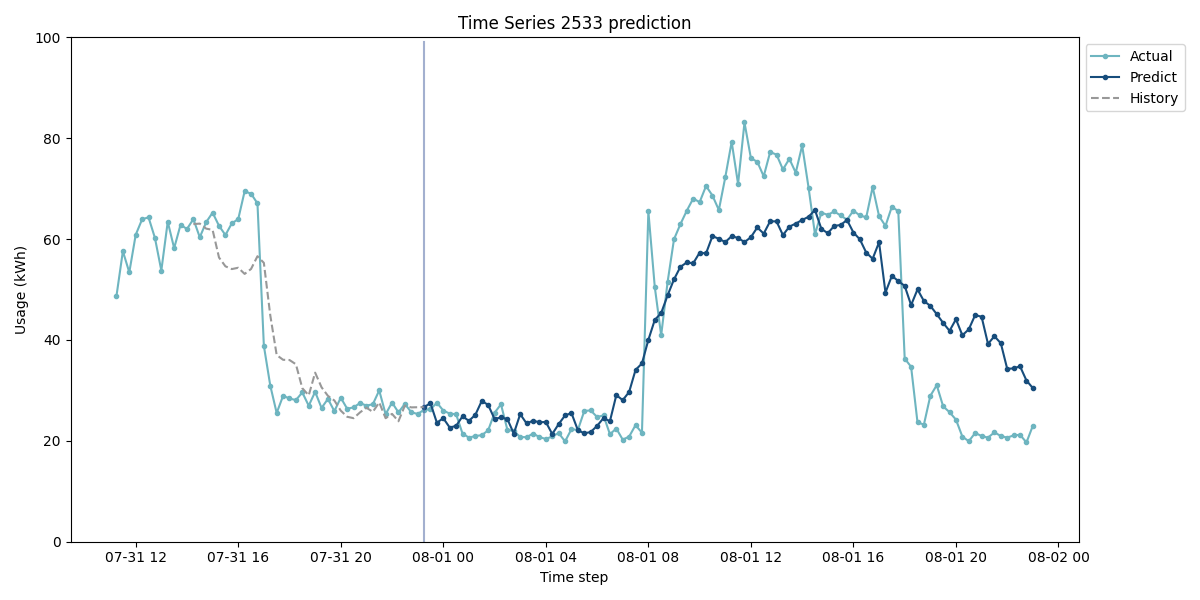 Time Series 2533 prediction
Usage (kWh)
100
80
60
40
20
0
07-31 12
07-31 16
07-31 20
08-01 00
08-01 04
08-01 08
08-01 12
08-01 16
08-01 20
08-02 00
Time step
Actual
Predict
History